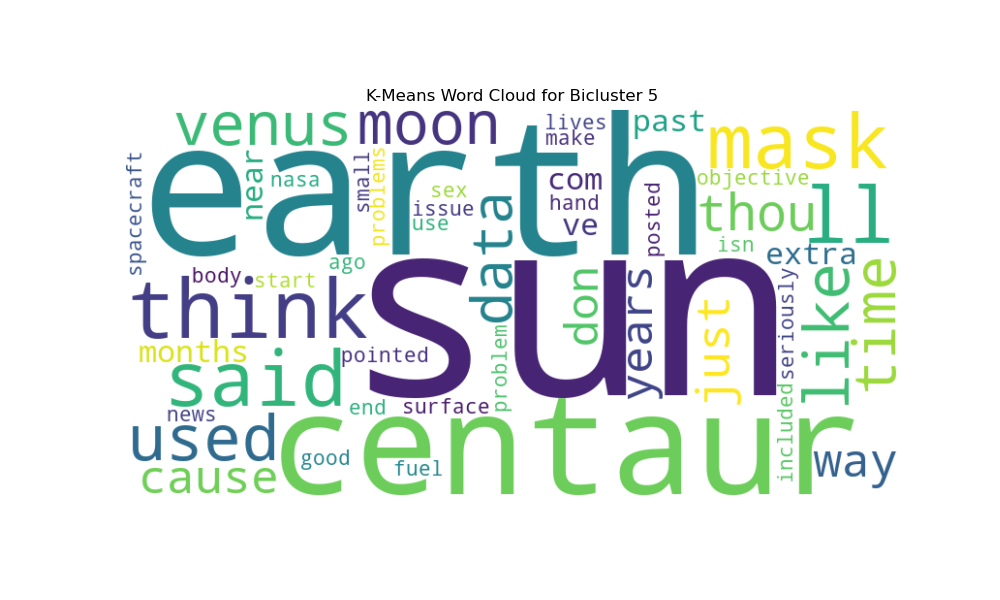 K-Means Word Cloud for Bicluster 5
venus
moon
lives
make
past
mask
earth
spacecraft
near
nasa
small
problems
sex
issue
use
data
com
hand
ve
posted
objective
thou
ll
isn
extra
body
start
ago
think
sun
don
years
just
seriously
like
time
months
said
pointed
problem
end
surface
news
used
cause
good
fuel
centaur
included
way